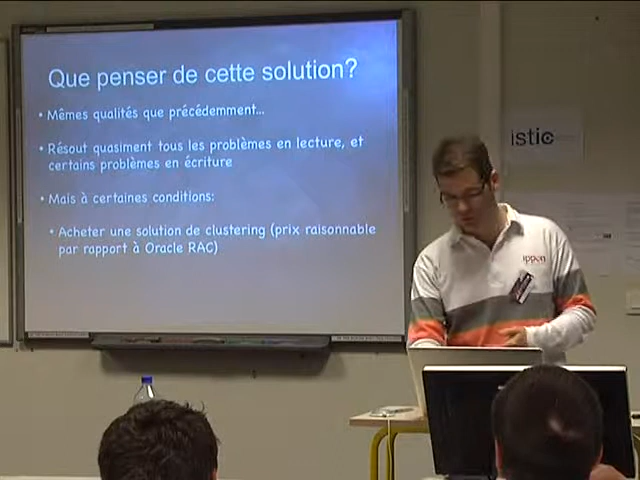 Que penser de cette solution?
• Mêmes qualités que précédemment...
• Résout quasiment tous les problèmes en lecture, et
certains problèmes en écriture
• Mais à certaines conditions:
• Acheter une solution de clustering (prix raisonnable
par rapport à Oracle RAC)
istic
ippon